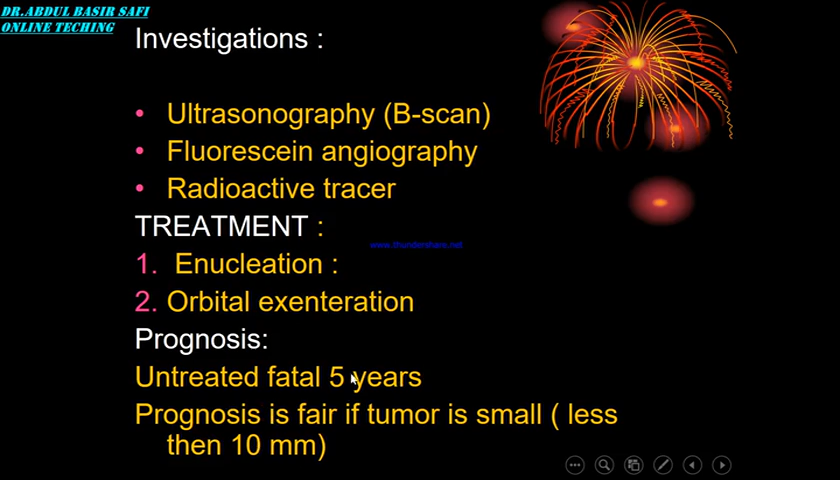 DR.ABDUL BASIR SAFI
ONLINE TECHING
Investigations :
• Ultrasonography (B-scan)
• Fluorescein angiography
• Radioactive tracer
TREATMENT :
www.thundershare.net
1. Enucleation :
2. Orbital exenteration
Prognosis:
Untreated fatal 5 years
Prognosis is fair if tumor is small ( less
then 10 mm)